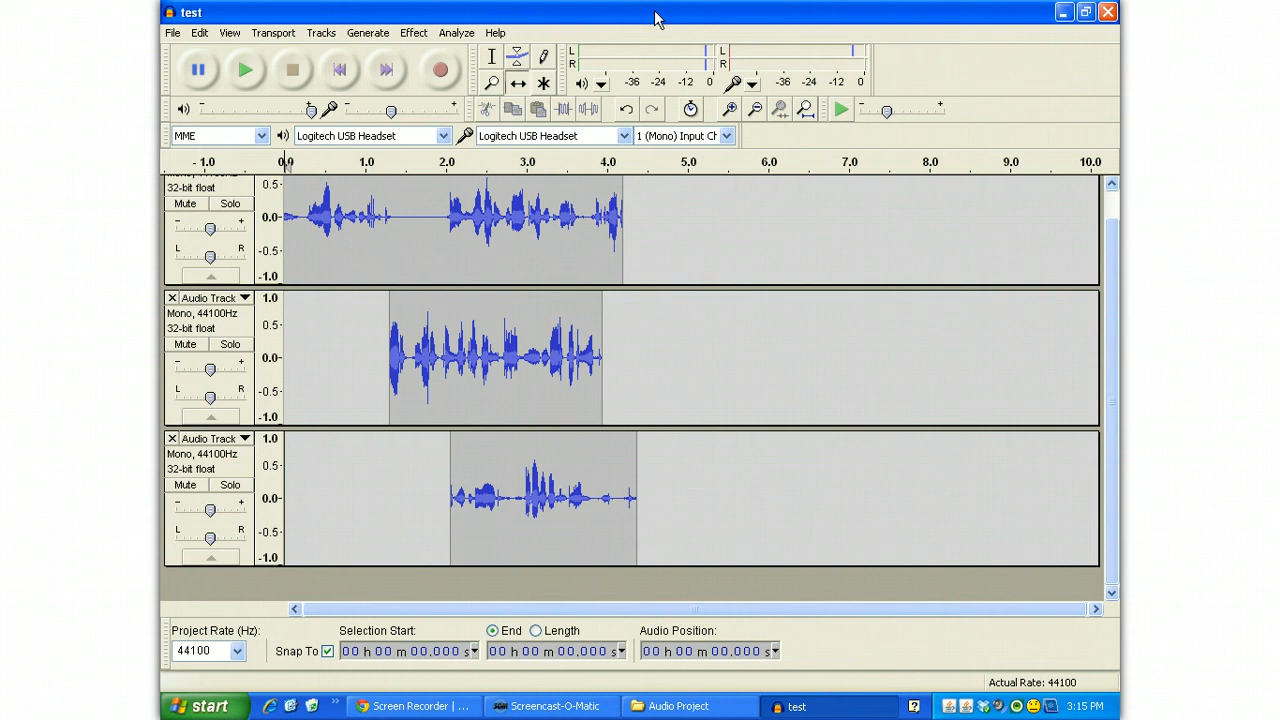 test
File Edit View Transport Tracks Generate Effect Analyze Help
L
R
-36 -24 -12 0
L
R
-36 -24 -12 0
MME
Logitech USB Headset
Logitech USB Headset
1 (Mono) Input Ch
- 1.0 0.0 1.0 2.0 3.0 4.0 5.0 6.0 7.0 8.0 9.0 10.0
32-bit float
Mute Solo
- +
L R
0.5
0.0
-0.5
-1.0
X Audio Track
Mono, 44100Hz
32-bit float
Mute Solo
- +
L R
1.0
0.5
0.0
-0.5
-1.0
X Audio Track
Mono, 44100Hz
32-bit float
Mute Solo
- +
L R
1.0
0.5
0.0
-0.5
-1.0
Project Rate (Hz):
44100
Snap To
Selection Start:
00 h 00 m 00.000 s
End Length
00 h 00 m 00.000 s
Audio Position:
00 h 00 m 00.000 s
Actual Rate: 44100
start
Screen Recorder | ...
Screencast-O-Matic
Audio Project
test
3:15 PM